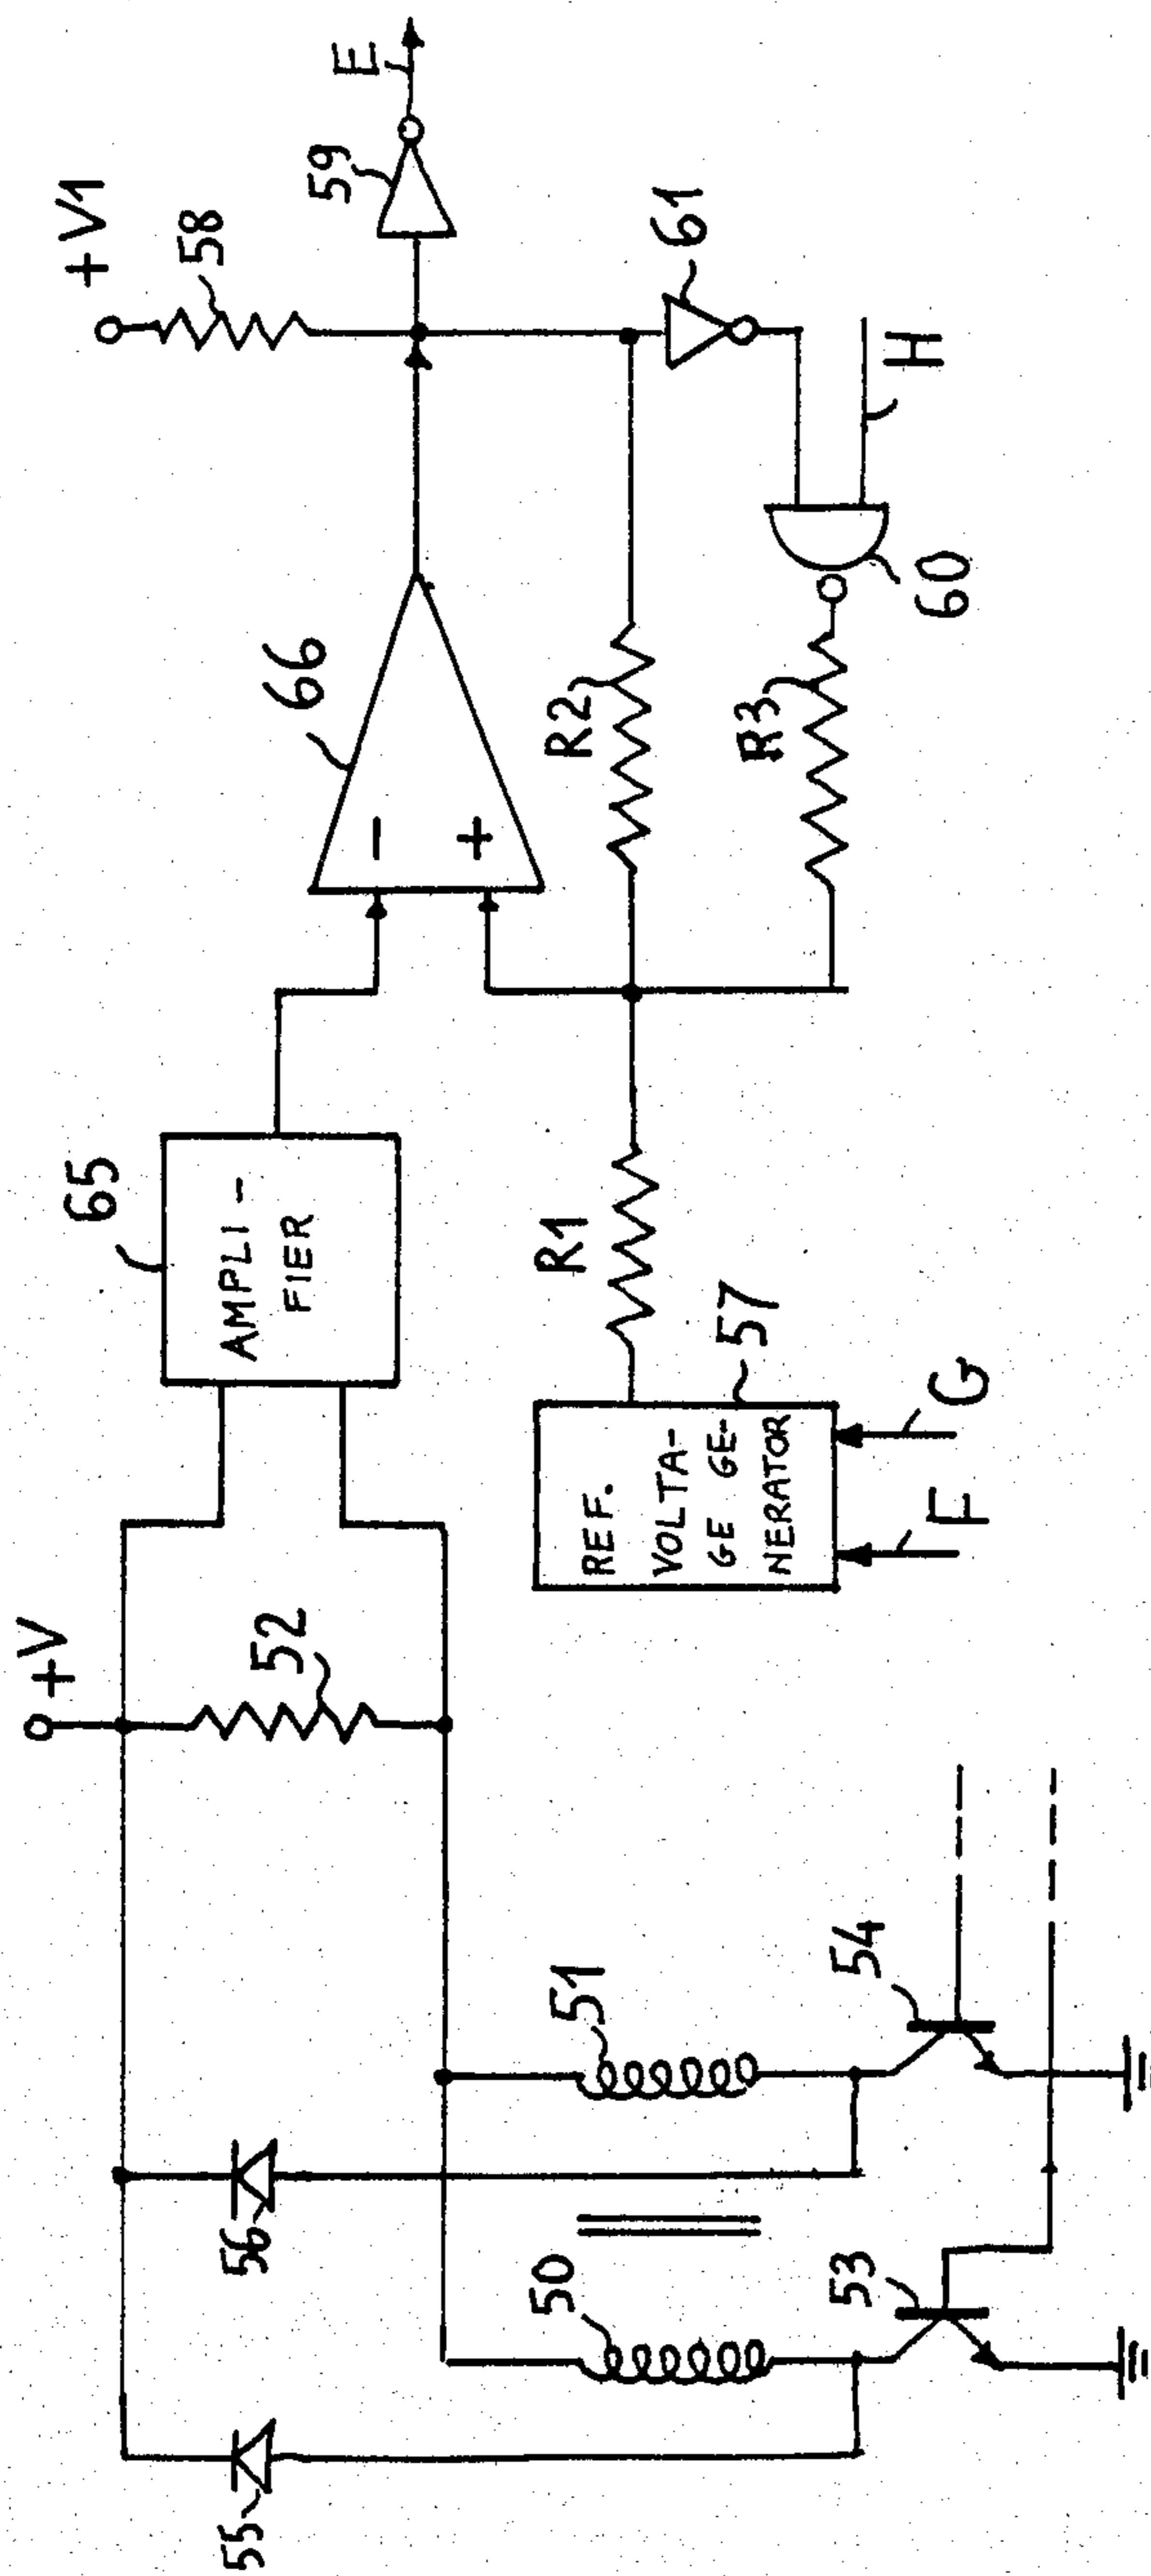 +V
+V1
65
AMPLI-
FIER
66
-
+
58
59
E
52
R1
R2
R3
61
H
60
REF.
VOLTA-
GE GE-
NERATOR
57
F
G
55
56
50
51
53
54